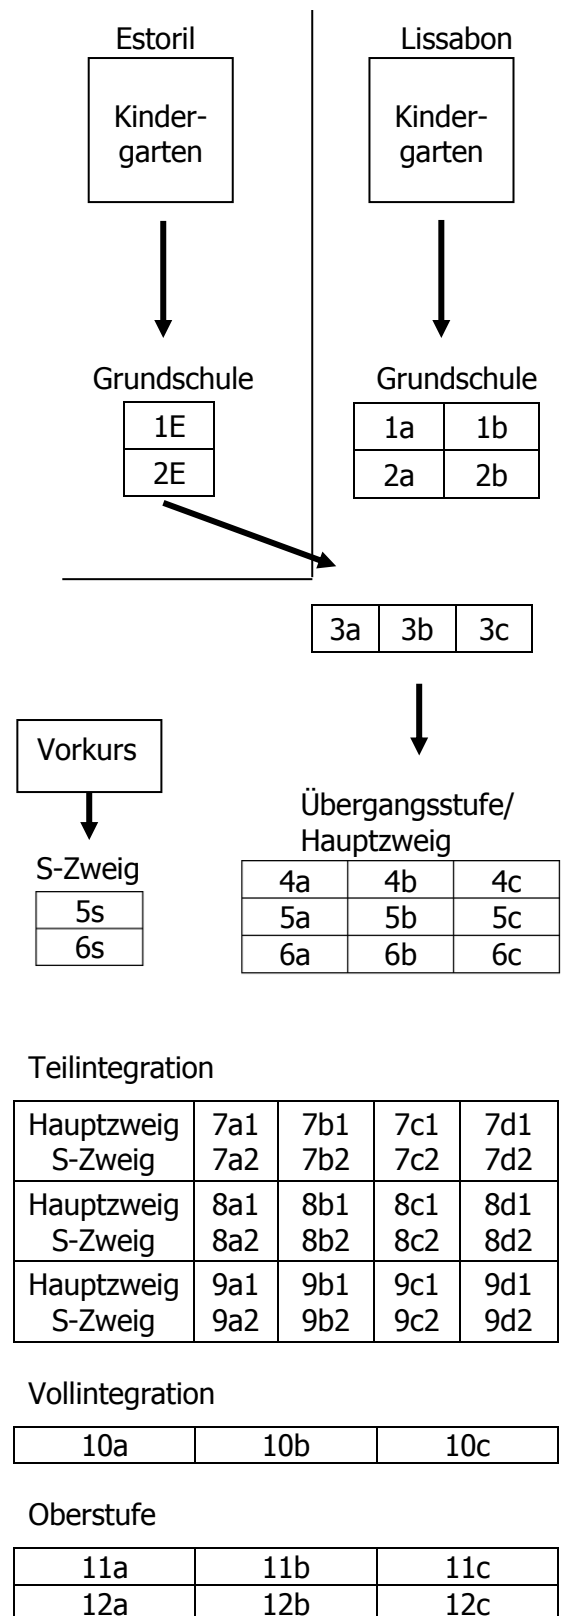 Estoril
Lissabon
Kinder-
garten
Kinder-
garten
Grundschule
Grundschule
1E
2E
1a 1b
2a 2b
3a 3b 3c
Vorkurs
S-Zweig
5s
6s
Übergangsstufe/
Hauptzweig
4a 4b 4c
5a 5b 5c
6a 6b 6c
Teilintegration
Hauptzweig 7a1 7b1 7c1 7d1
S-Zweig 7a2 7b2 7c2 7d2
Hauptzweig 8a1 8b1 8c1 8d1
S-Zweig 8a2 8b2 8c2 8d2
Hauptzweig 9a1 9b1 9c1 9d1
S-Zweig 9a2 9b2 9c2 9d2
Vollintegration
10a 10b 10c
Oberstufe
11a 11b 11c
12a 12b 12c